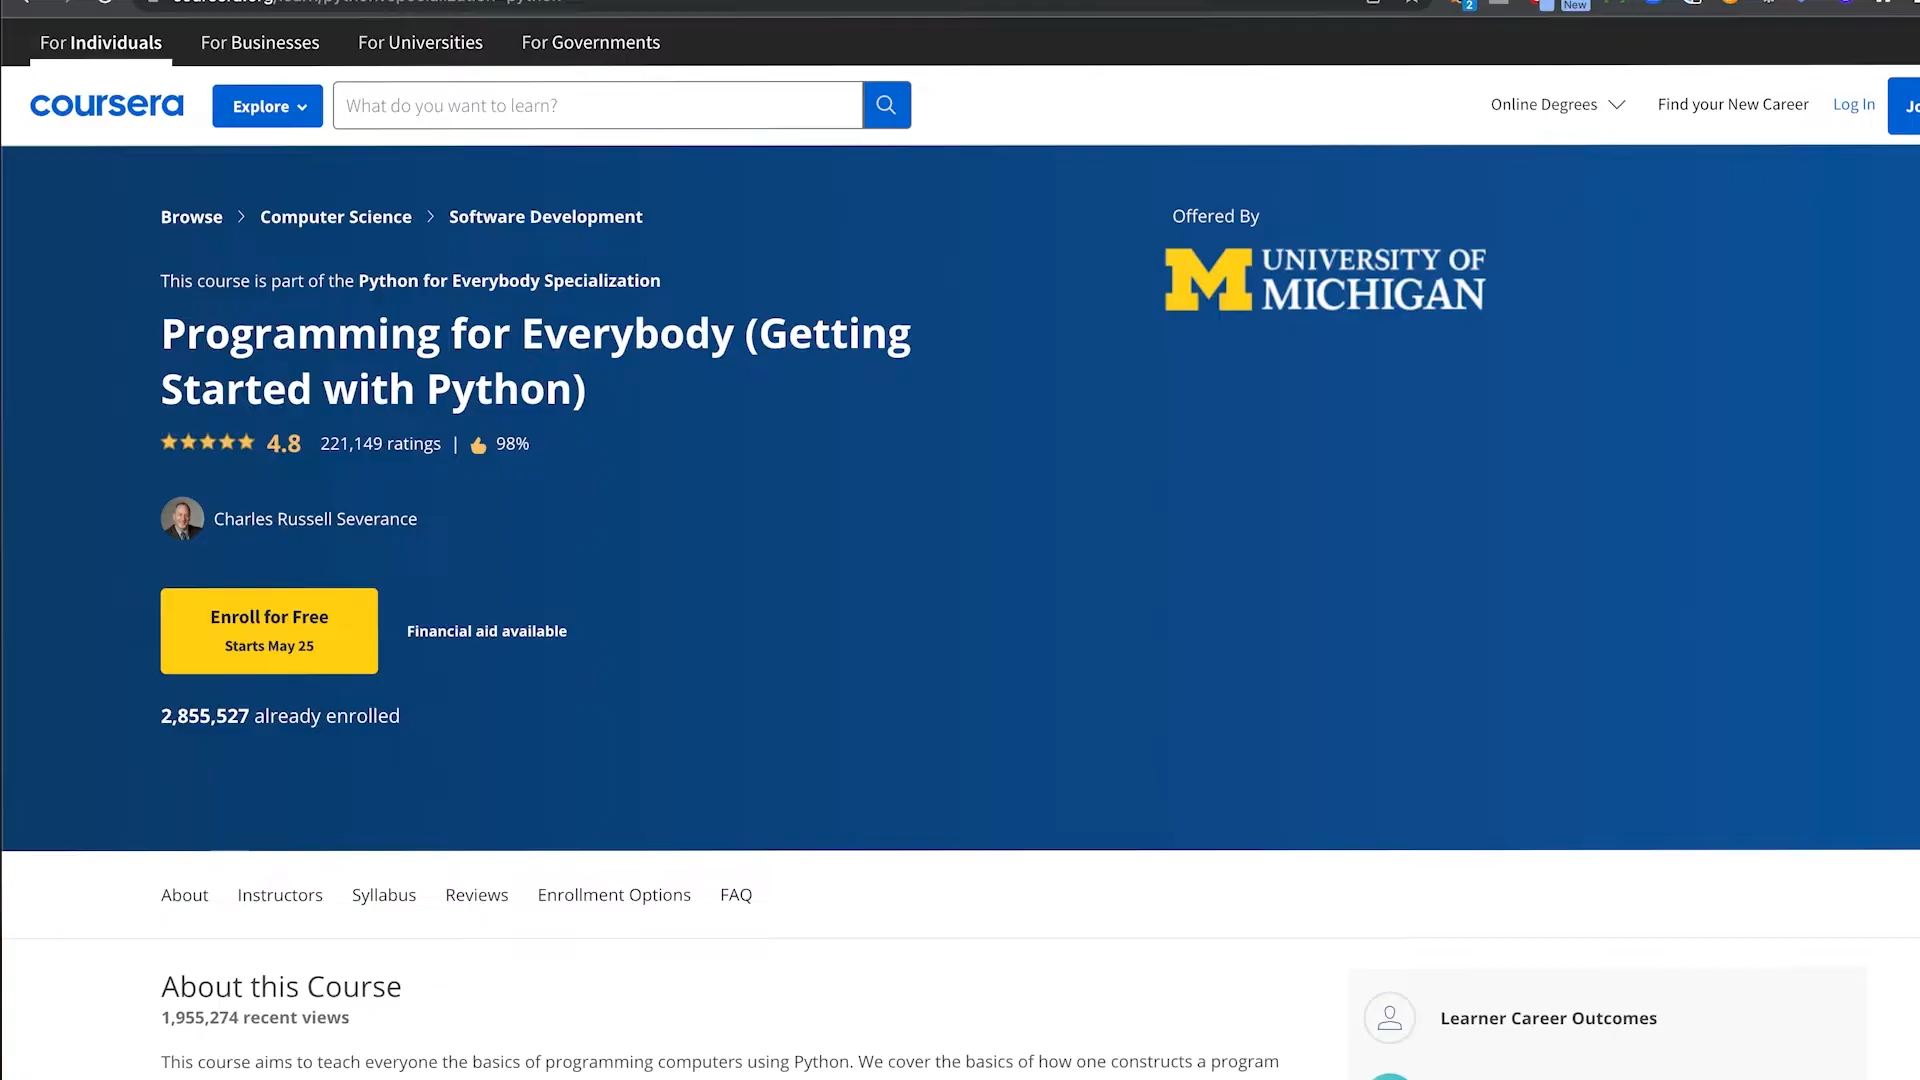 2
New
For Individuals
For Businesses
For Universities
For Governments
coursera
Explore
What do you want to learn?
Online Degrees
Find your New Career
Log In
Browse
Computer Science
Software Development
Offered By
UNIVERSITY OF
MICHIGAN
This course is part of the Python for Everybody Specialization
Programming for Everybody (Getting
Started with Python)
4.8
221,149 ratings
|
98%
Charles Russell Severance
Enroll for Free
Starts May 25
Financial aid available
2,855,527 already enrolled
About
Instructors
Syllabus
Reviews
Enrollment Options
FAQ
About this Course
1,955,274 recent views
Learner Career Outcomes
This course aims to teach everyone the basics of programming computers using Python. We cover the basics of how one constructs a program